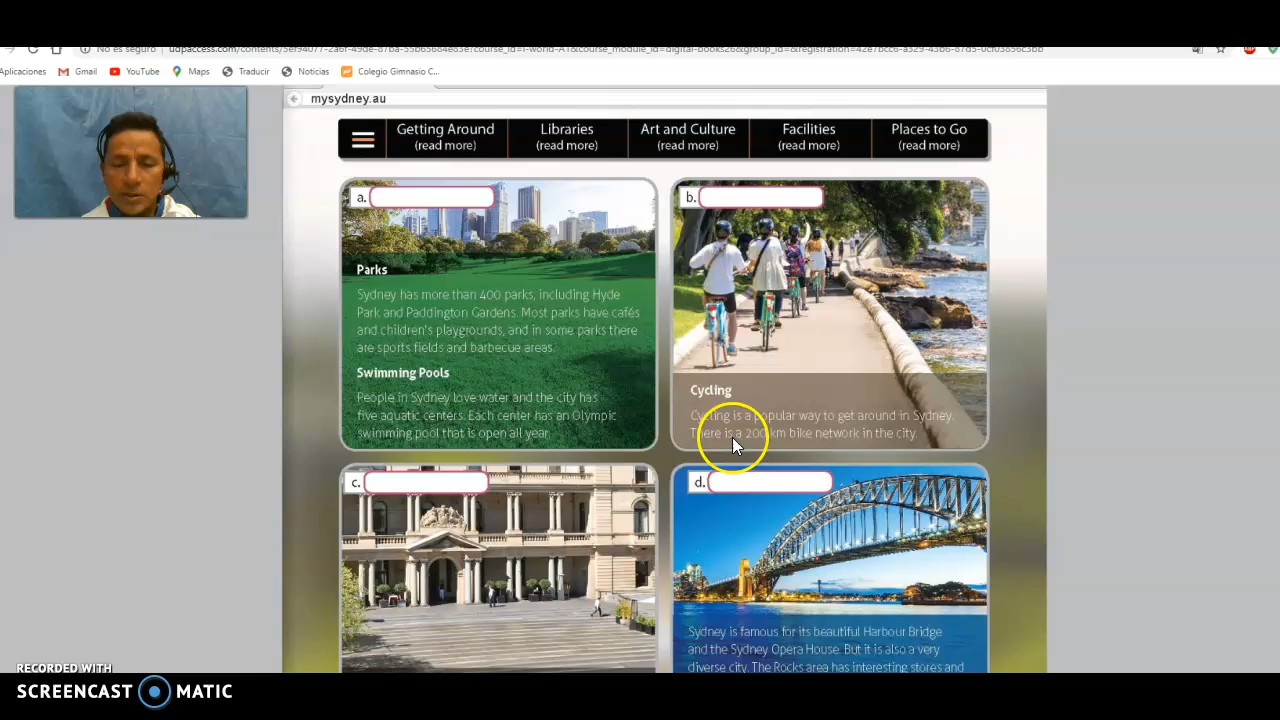 No es seguro
Aplicaciones
Gmail
YouTube
Maps
Traducir
Noticias
Colegio Gimnasio C...
mysydney.au
Getting Around
(read more)
Libraries
(read more)
Art and Culture
(read more)
Facilities
(read more)
Places to Go
(read more)
a.
Parks
Sydney has more than 400 parks, including Hyde
Park and Paddington Gardens. Most parks have cafés
and children's playgrounds, and in some parks there
are sports fields and barbecue areas.
Swimming Pools
People in Sydney love water and the city has
five aquatic centers. Each center has an Olympic
swimming pool that is open all year.
b.
Cycling
Cycling is a popular way to get around in Sydney.
There is a 200 km bike network in the city.
c.
d.
Sydney is famous for its beautiful Harbour Bridge
and the Sydney Opera House. But it is also a very
diverse city. The Rocks area has interesting stores and
RECORDED WITH
SCREENCAST MATIC